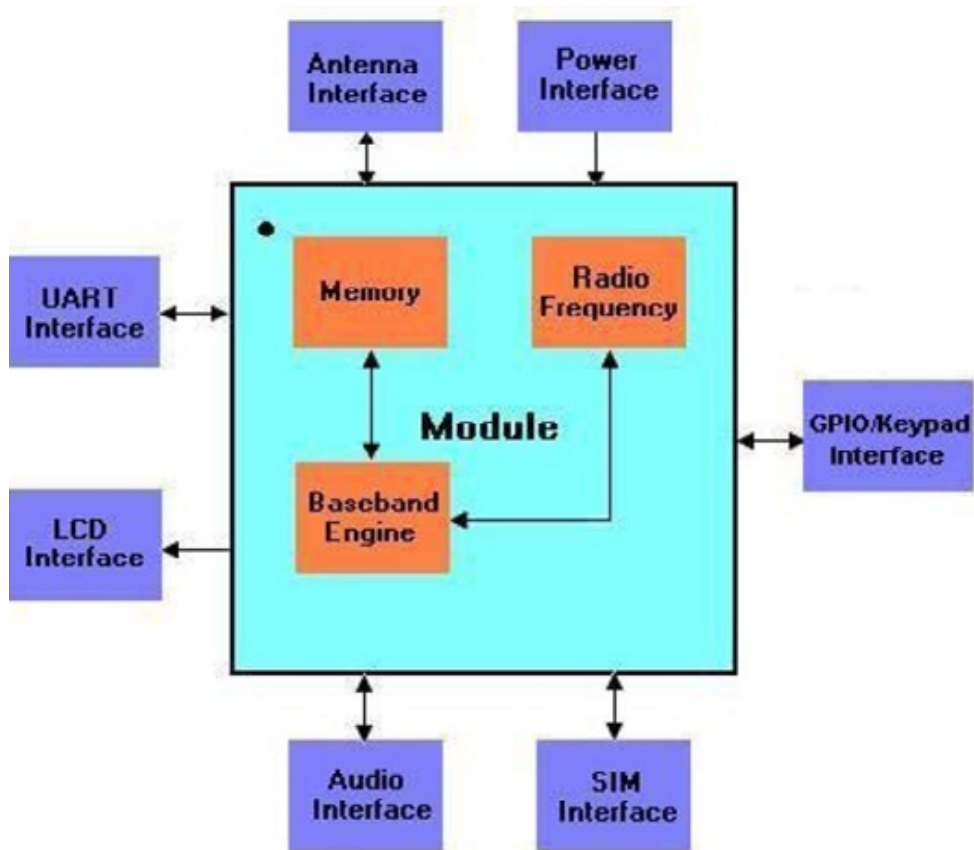 Antenna
Interface
Power
Interface
Memory
Radio
Frequency
UART
Interface
Module
GPIO/Keypad
Interface
Baseband
Engine
LCD
Interface
Audio
Interface
SIM
Interface